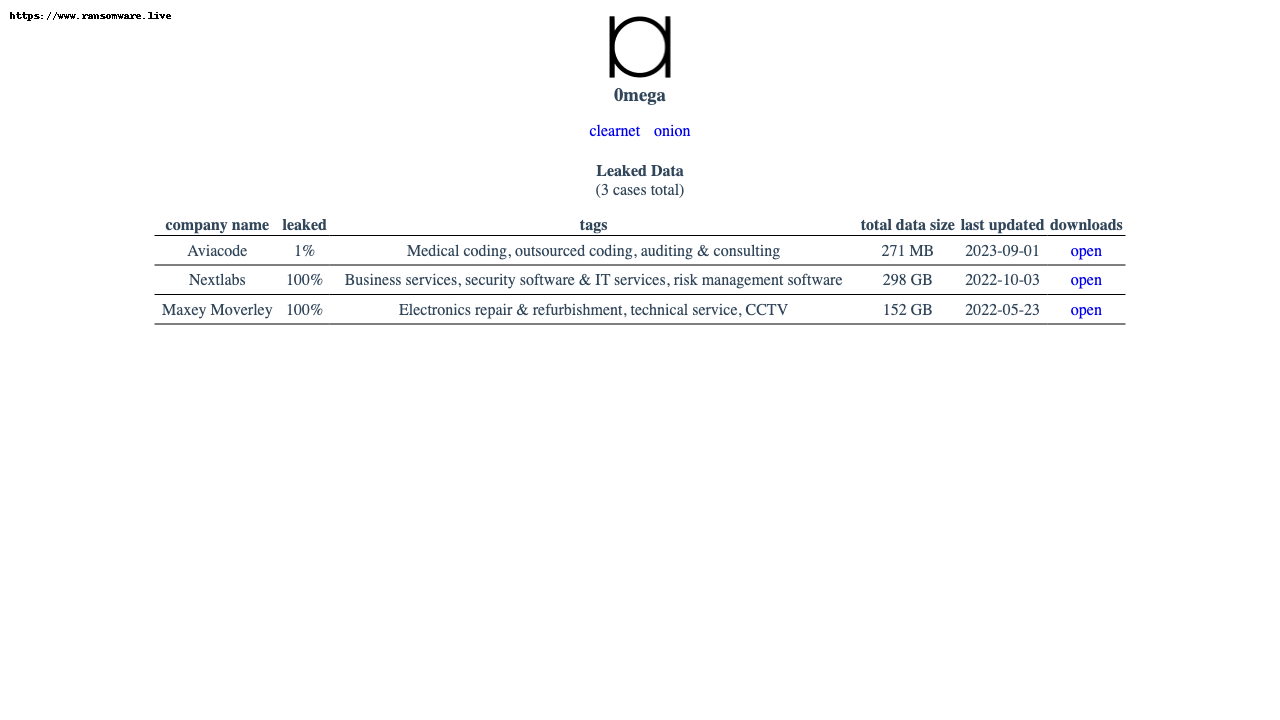 https://www.ransomware.live
0mega
clearnet onion
Leaked Data
(3 cases total)
company name leaked tags total data size last updated downloads
Aviacode 1% Medical coding, outsourced coding, auditing & consulting 271 MB 2023-09-01 open
Nextlabs 100% Business services, security software & IT services, risk management software 298 GB 2022-10-03 open
Maxey Moverley 100% Electronics repair & refurbishment, technical service, CCTV 152 GB 2022-05-23 open